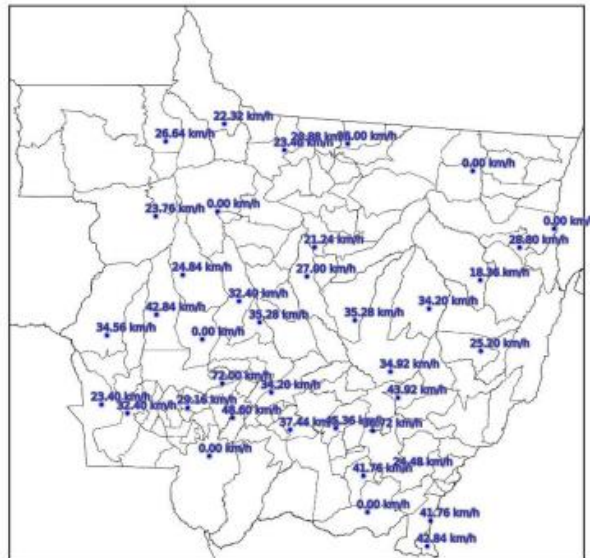 22.32 km/h
26.64 km/h
23.46 km/h
0.00 km/h
23.76 km/h
0.00 km/h
0.00 km/h
21.24 km/h
28.80 km/h
24.84 km/h
27.00 km/h
18.36 km/h
32.40 km/h
34.20 km/h
42.84 km/h
35.28 km/h
35.28 km/h
34.56 km/h
0.00 km/h
25.20 km/h
34.92 km/h
72.00 km/h
34.20 km/h
43.92 km/h
23.40 km/h
29.16 km/h
32.40 km/h
48.60 km/h
37.44 km/h
0.00 km/h
24.48 km/h
41.76 km/h
0.00 km/h
41.76 km/h
42.84 km/h